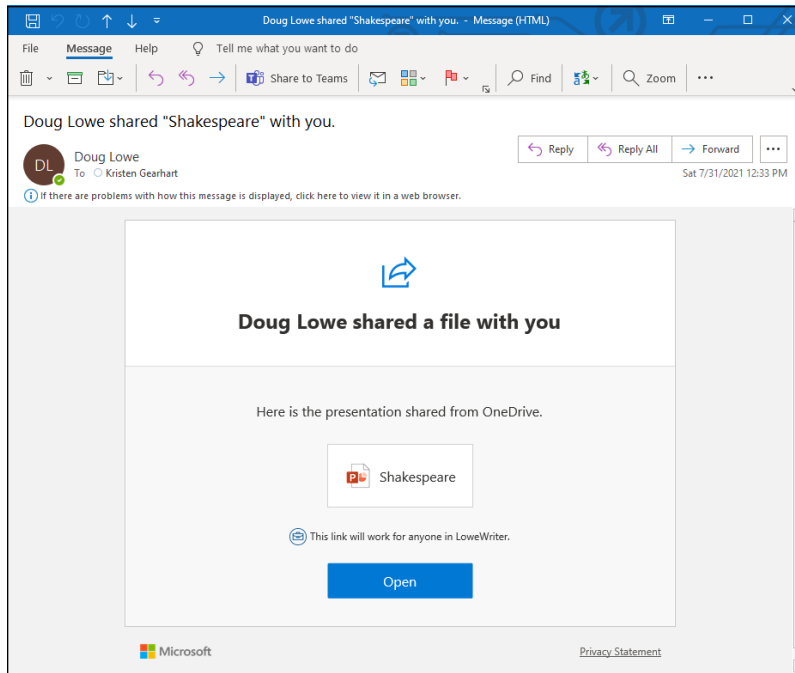 Doug Lowe shared "Shakespeare" with you. - Message (HTML)
File Message Help Tell me what you want to do
Share to Teams Find Zoom
Doug Lowe shared "Shakespeare" with you.
DL
Doug Lowe
To Kristen Gearhart
Reply Reply All Forward
Sat 7/31/2021 12:33 PM
If there are problems with how this message is displayed, click here to view it in a web browser.
Doug Lowe shared a file with you
Here is the presentation shared from OneDrive.
Shakespeare
This link will work for anyone in LoweWriter.
Open
Microsoft Privacy Statement